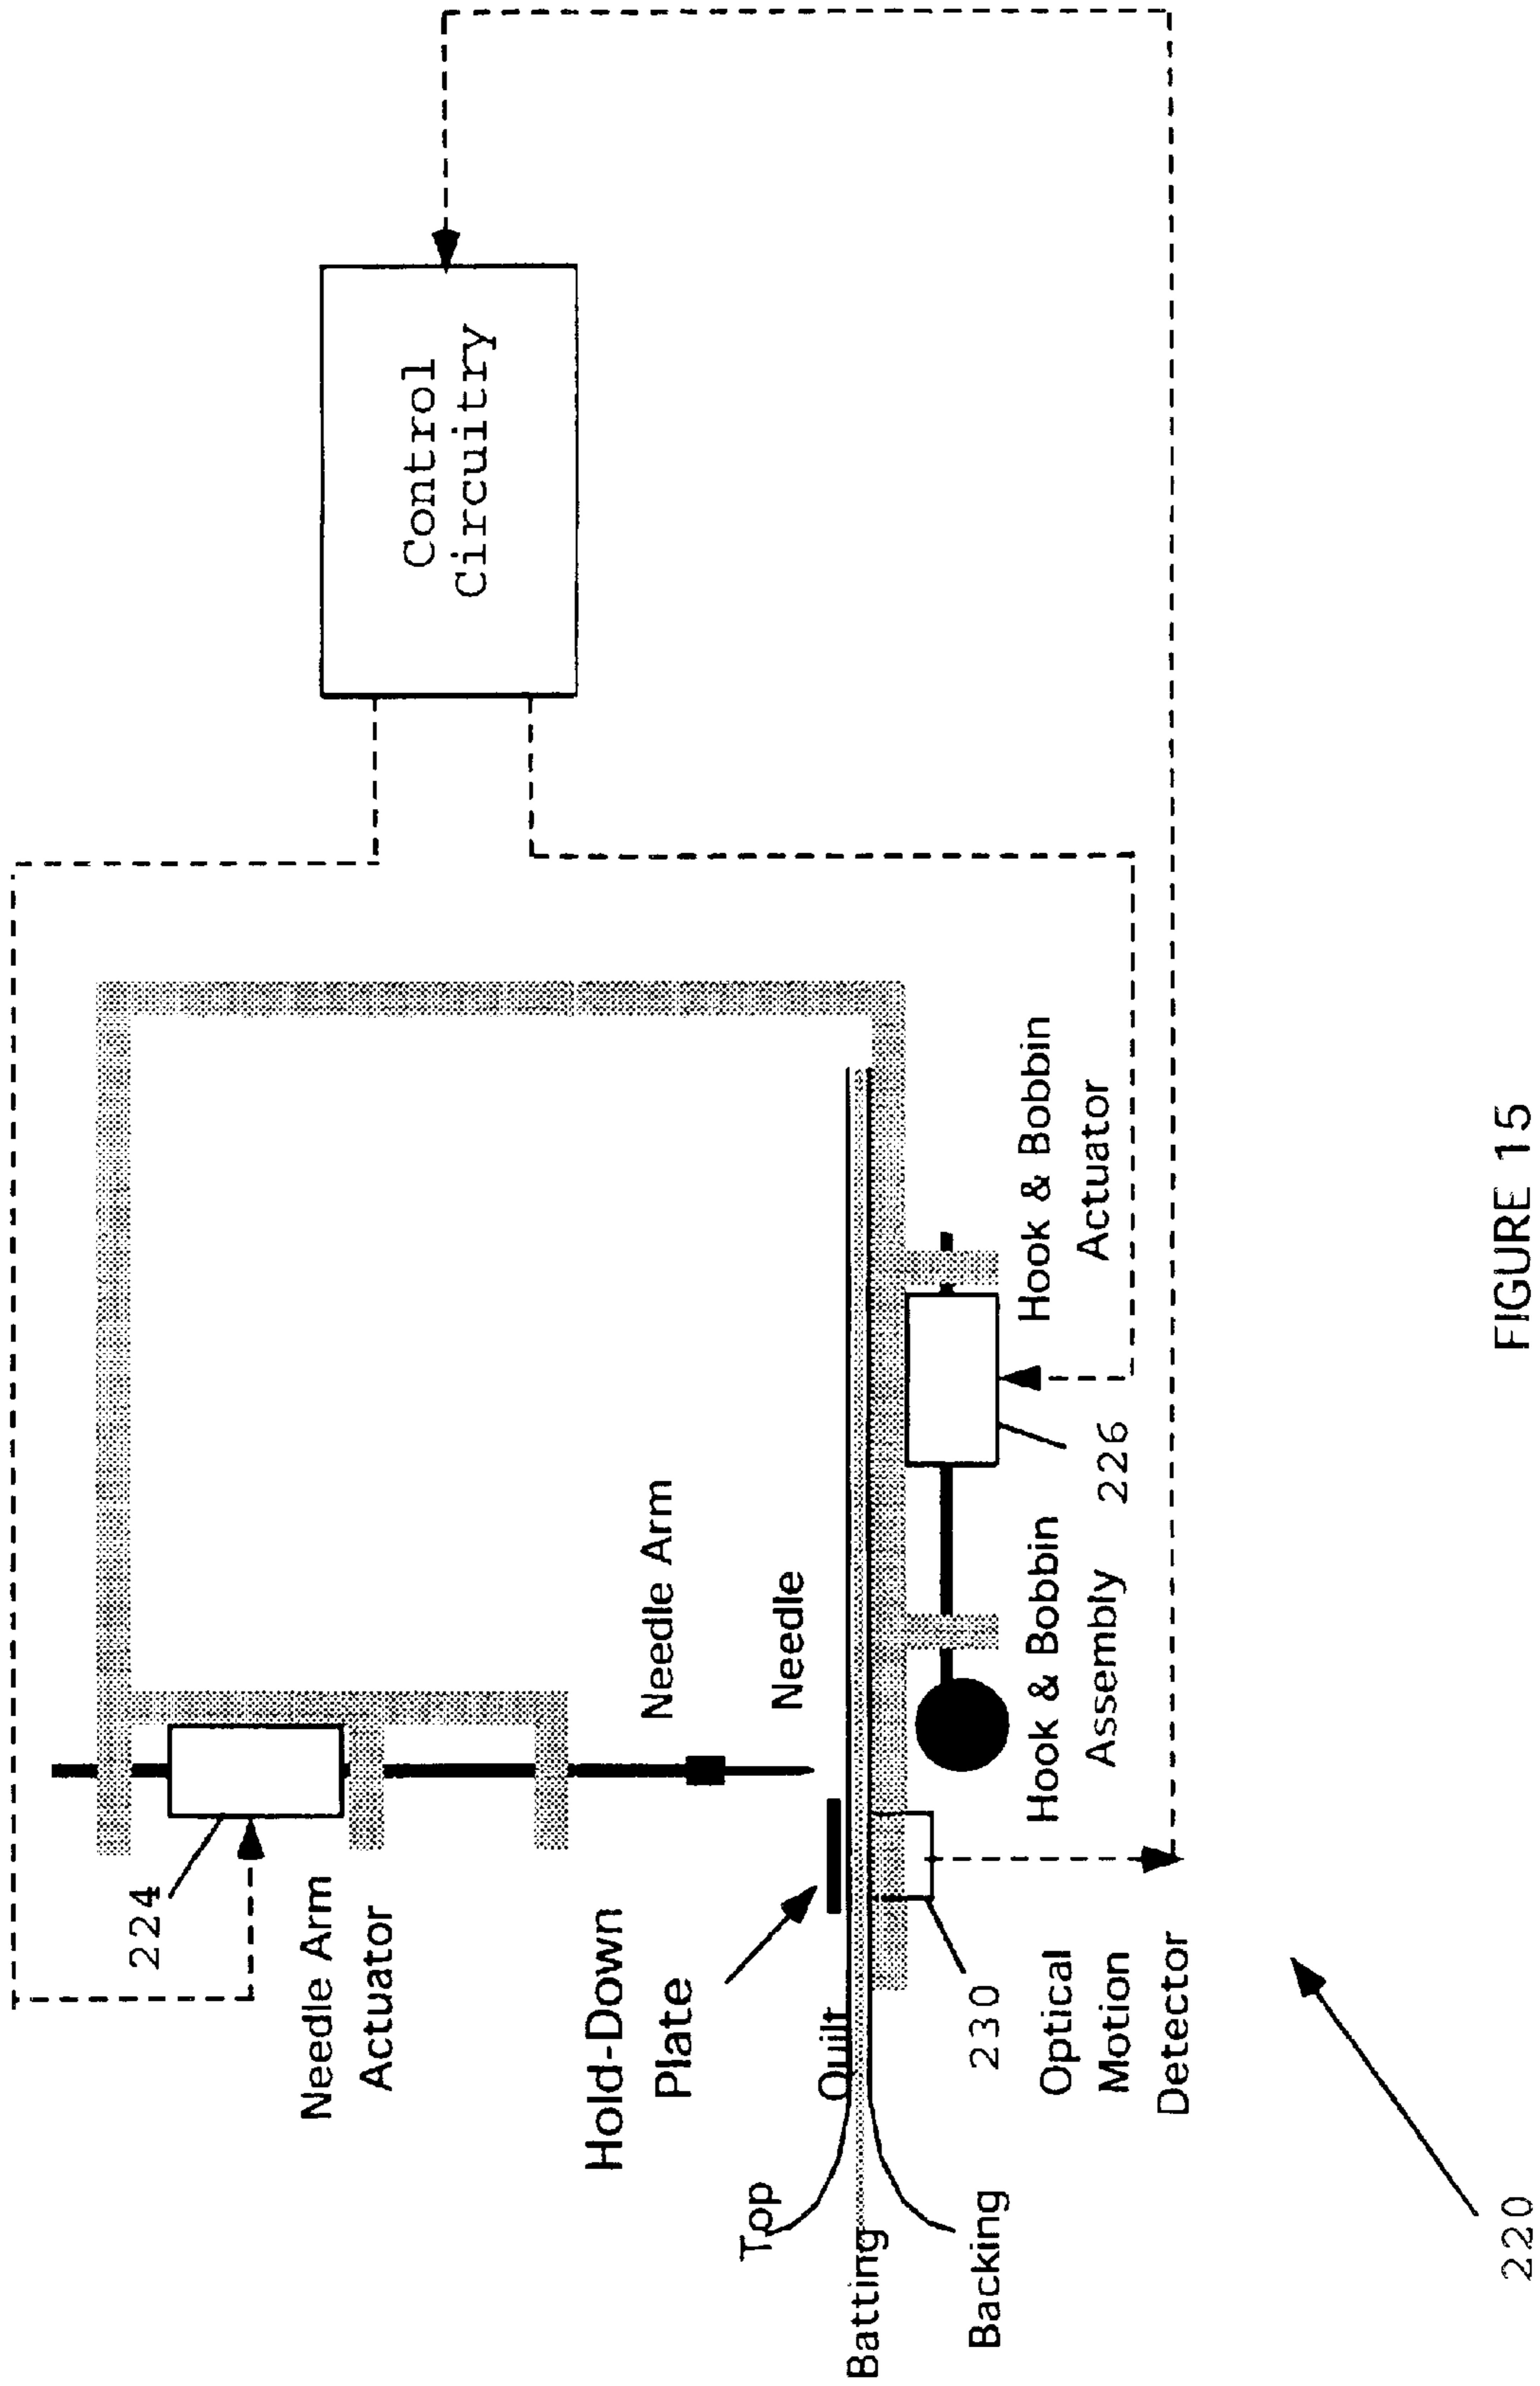 Control
Circuitry
224
Needle Arm
Actuator
Needle Arm
Needle
Hold-Down
Plate
Quilt
Top
Batting
Backing
230
Optical
Motion
Detector
Hook & Bobbin
Assembly
226
Hook & Bobbin
Actuator
220
FIGURE 15